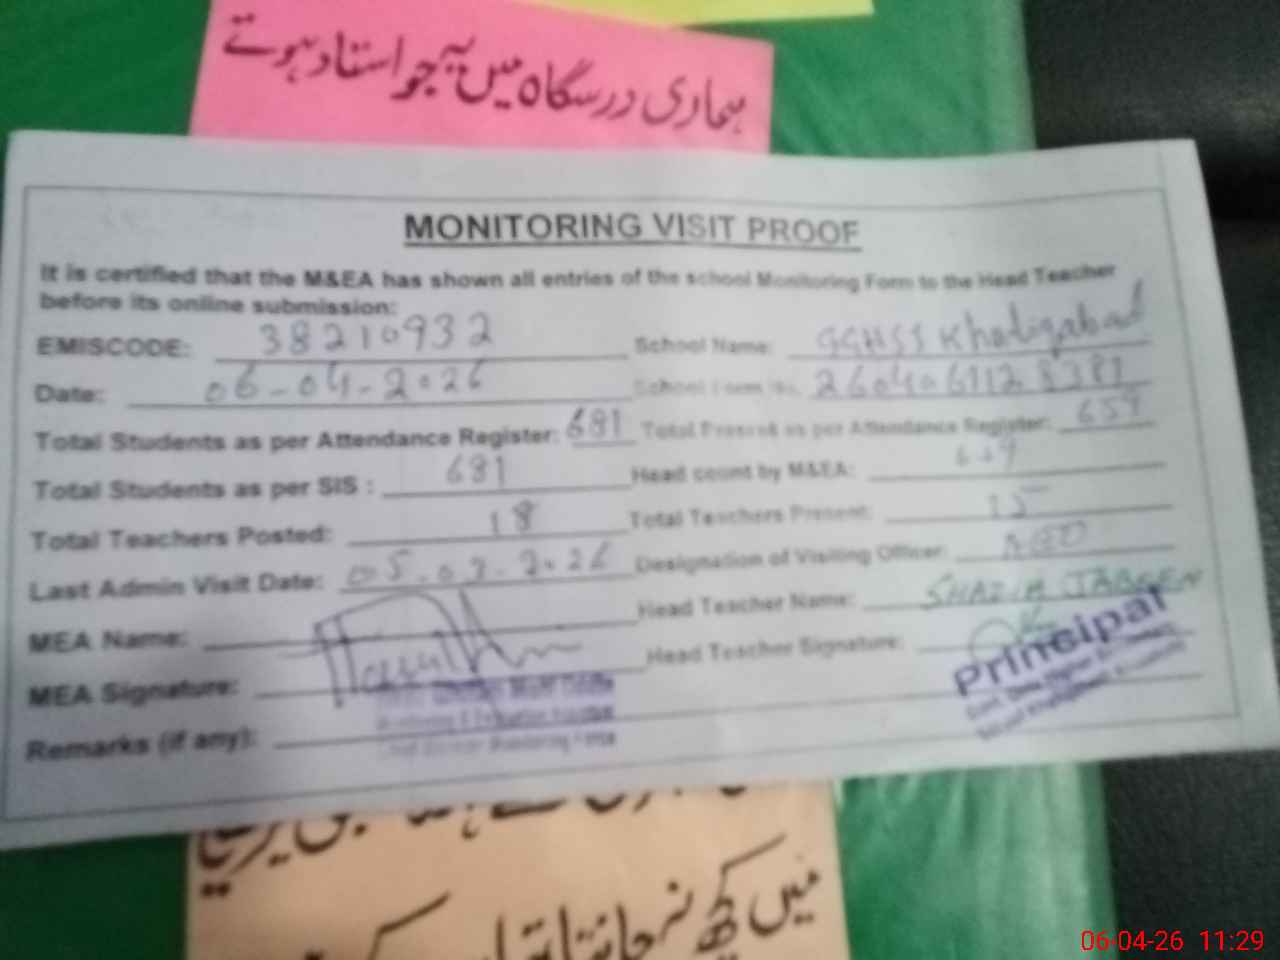 ہماری درسگاہ میں یہ جو استاد ہوتے
MONITORING VISIT PROOF
It is certified that the M&EA has shown all entries of the school Monitoring Form to the Head Teacher
before its online submission:
EMISCODE: 38210932 School Name: GGHSS Khaliqabad
Date: 06-04-2026 School Form No.
Total Students as per Attendance Register: 681 Total Present as per Attendance Register: 659
Total Students as per SIS : 681 Head count by M&EA:
Total Teachers Posted: 18 Total Teachers Present: 15
Last Admin Visit Date: 05.03.2026 Designation of Visiting Officer: AEO
MEA Name: Head Teacher Name: SHAZIA JABEEN
MEA Signature: Head Teacher Signature:
Principal
Remarks (if any):
میں کچھ نہ جانتا تھا
06-04-26 11:29